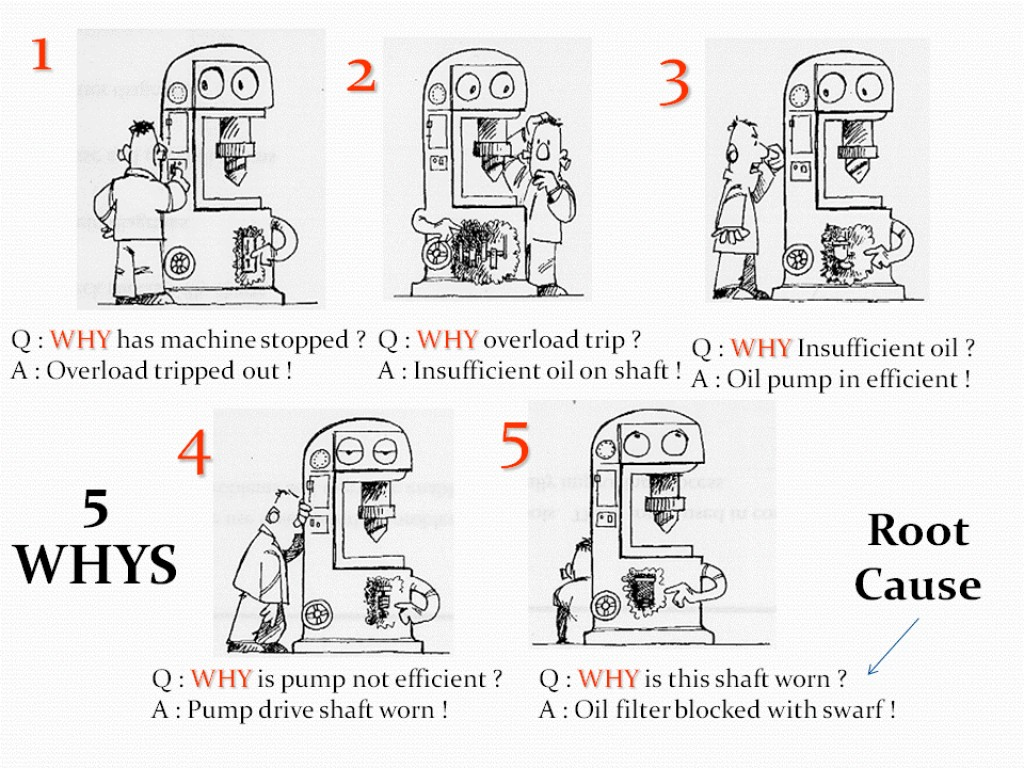 1
2
3
Q : WHY has machine stopped ?
A : Overload tripped out !
Q : WHY overload trip ?
A : Insufficient oil on shaft !
Q : WHY Insufficient oil ?
A : Oil pump in efficient !
4
5
5
WHYS
Root
Cause
Q : WHY is pump not efficient ?
A : Pump drive shaft worn !
Q : WHY is this shaft worn ?
A : Oil filter blocked with swarf !